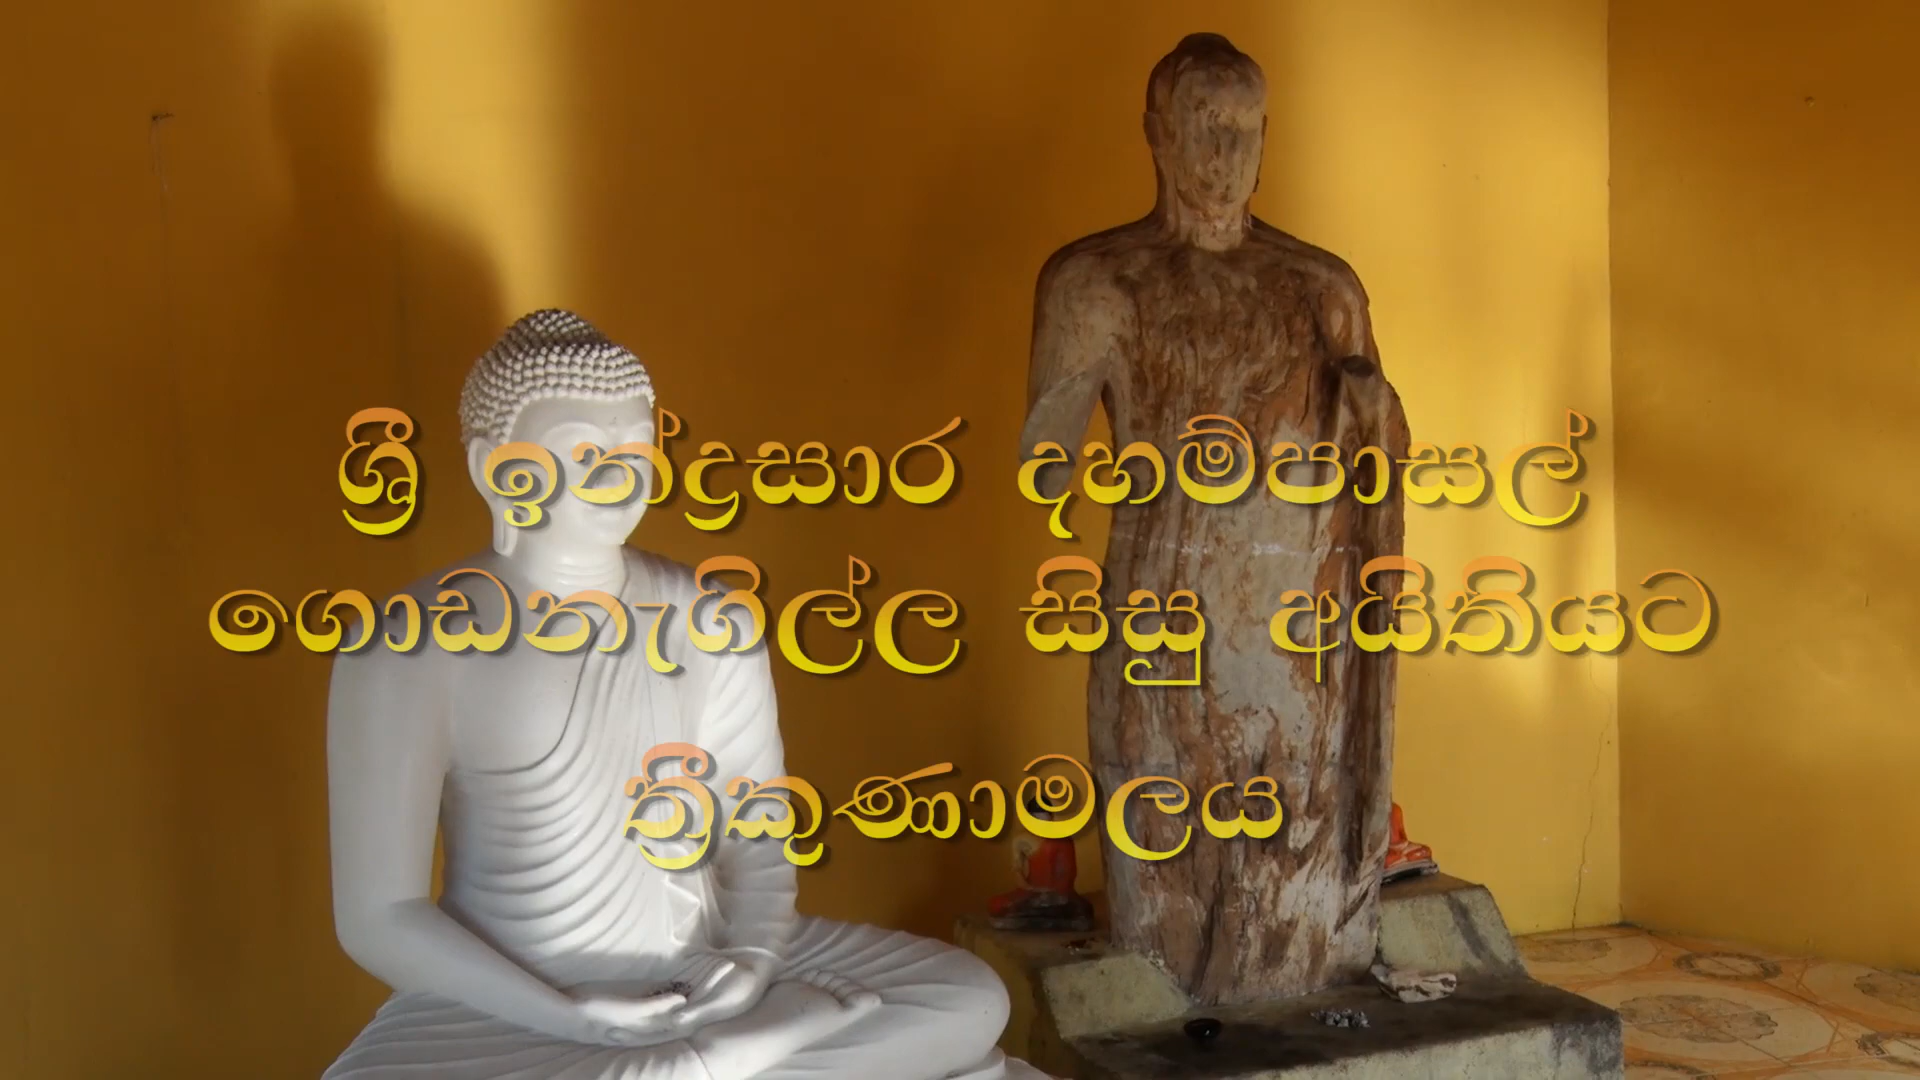 ශ්‍රී ඉන්ද්‍රසාර දහම්පාසල්
ගොඩනැගිල්ල සිසු අයිතියට
ත්‍රීකුණාමලය